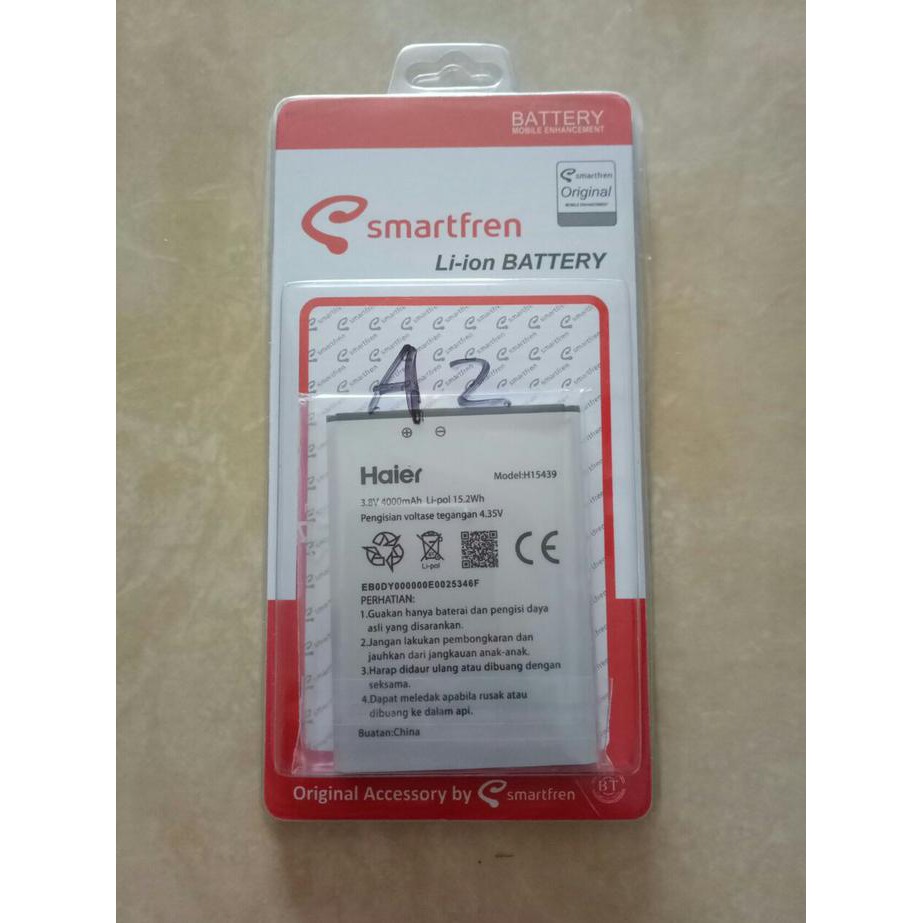 BATTERY
MOBILE ENHANCEMENT
smartfren
Original
MOBILE ENHANCEMENT
smartfren
Li-ion BATTERY
A2
⊕ ⊖
Haier
Model:H15439
3.8V 4000mAh Li-pol 15.2Wh
Pengisian voltase tegangan 4.35V
Li-pol
CE
EB0DY000000E0025346F
PERHATIAN:
1.Guakan hanya baterai dan pengisi daya
asli yang disarankan.
2.Jangan lakukan pembongkaran dan
jauhkan dari jangkauan anak-anak.
3.Harap didaur ulang atau dibuang dengan
seksama.
4.Dapat meledak apabila rusak atau
dibuang ke dalam api.
Buatan:China
Original Accessory by smartfren
BT